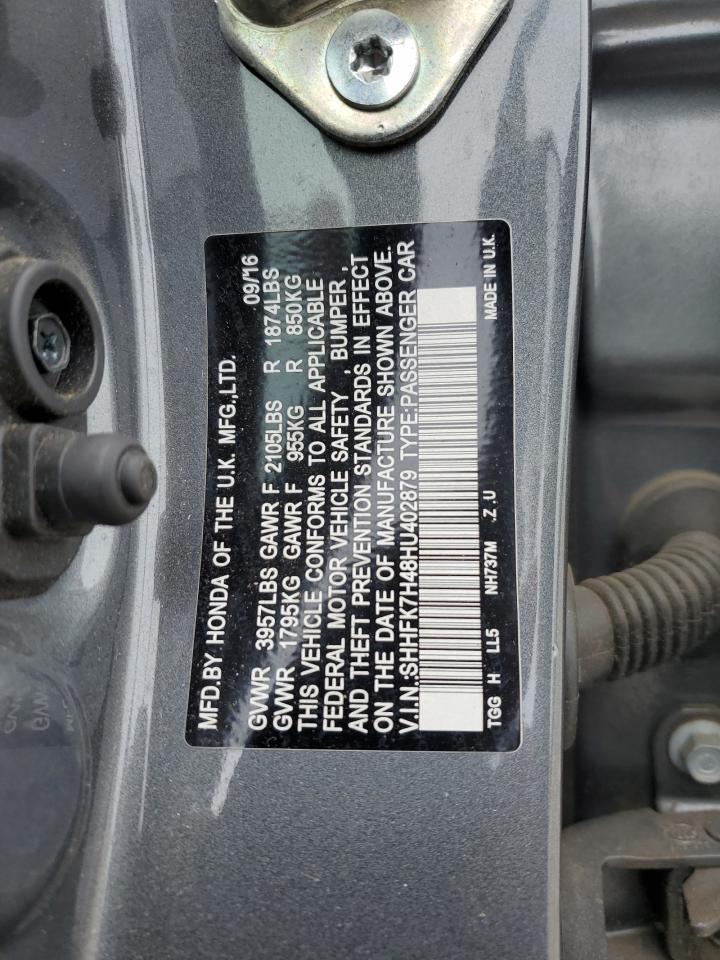 MFD.BY HONDA OF THE U.K. MFG.,LTD.
09/16
GVWR 3957LBS GAWR F 2105LBS R 1874LBS
GVWR 1795KG GAWR F 955KG R 850KG
THIS VEHICLE CONFORMS TO ALL APPLICABLE
FEDERAL MOTOR VEHICLE SAFETY , BUMPER ,
AND THEFT PREVENTION STANDARDS IN EFFECT
ON THE DATE OF MANUFACTURE SHOWN ABOVE.
V.I.N.:SHHFK7H48HU402879 TYPE:PASSENGER CAR
TGG H LL5 NH737M .Z .U MADE IN U.K.